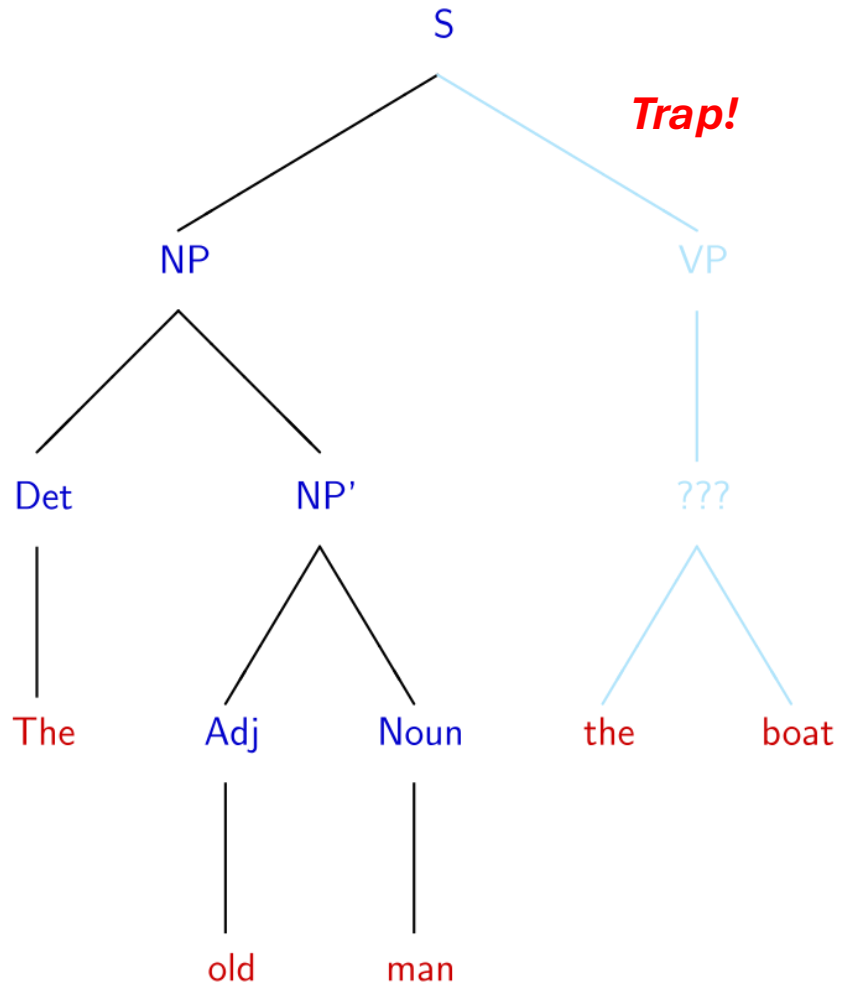 S
Trap!
NP VP
Det NP' ???
The Adj Noun the boat
old man